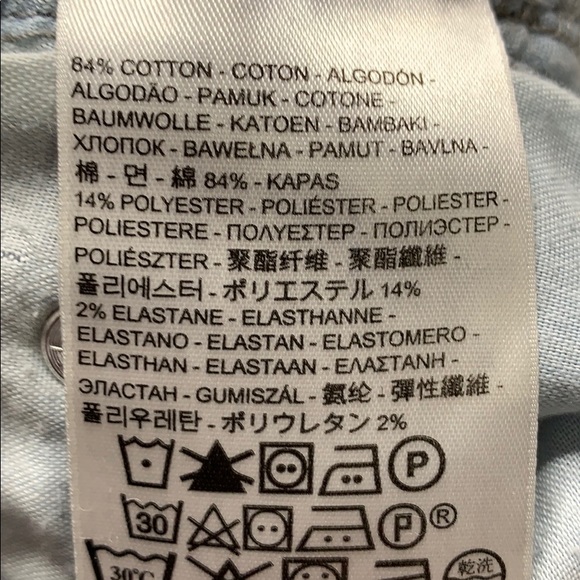 84% COTTON - COTON - ALGODÓN -
ALGODÃO - PAMUK - COTONE -
BAUMWOLLE - KATOEN - BAMBAKI -
ХЛОПОК - BAWEŁNA - PAMUT - BAVLNA -
棉 - 면 - 綿 84% - KAPAS
14% POLYESTER - POLIÉSTER - POLIESTER -
POLIESTERE - ΠΟΛΥΕΣΤΕΡ - ПОЛИЭСТЕР -
POLIÉSZTER - 聚酯纤维 - 聚酯纖維 -
폴리에스터 - ポリエステル 14%
2% ELASTANE - ELASTHANNE -
ELASTANO - ELASTAN - ELASTOMERO -
ELASTHAN - ELASTAAN - ΕΛΑΣΤΑΝΗ -
ЭЛАСТАН - GUMISZÁL - 氨纶 - 彈性纖維 -
폴리우레탄 - ポリウレタン 2%
P
30 P ®
30°C 乾洗